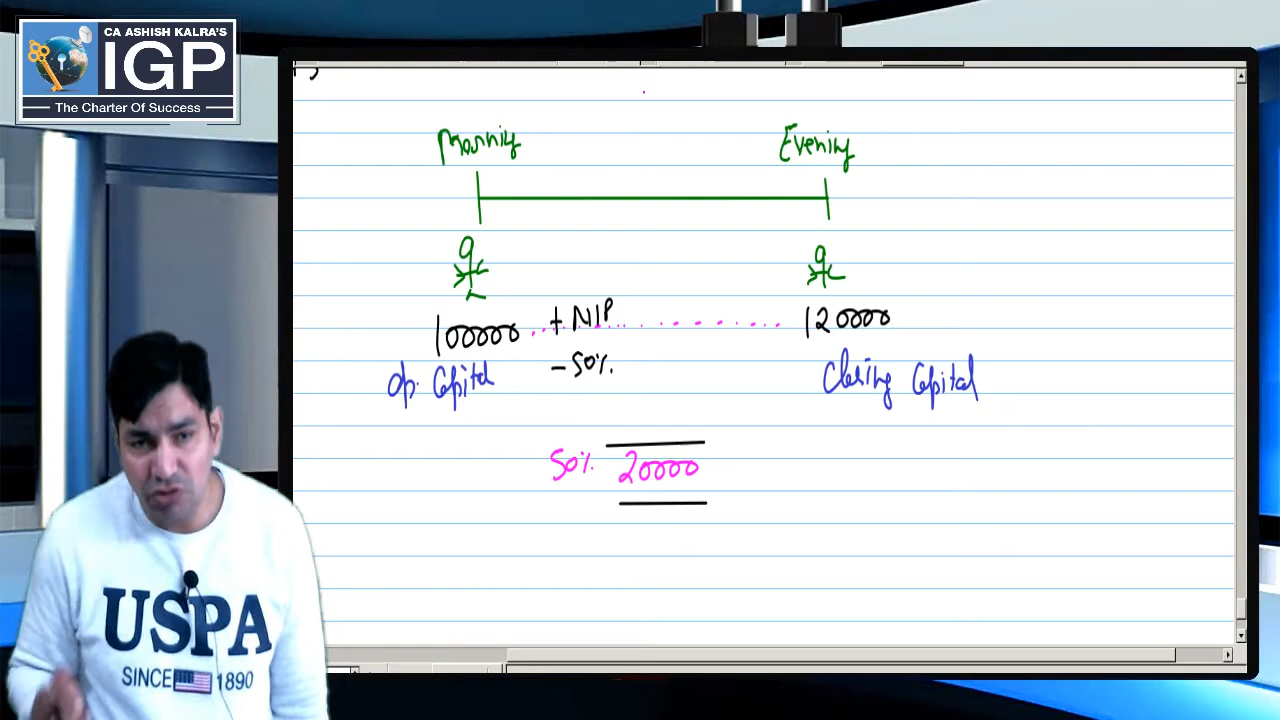 CA ASHISH KALRA'S
IGP
The Charter Of Success
Morning Evening
100000 + NP 120000
Op. Capital - 50% Closing Capital
50% 20000
USPA
SINCE 1890